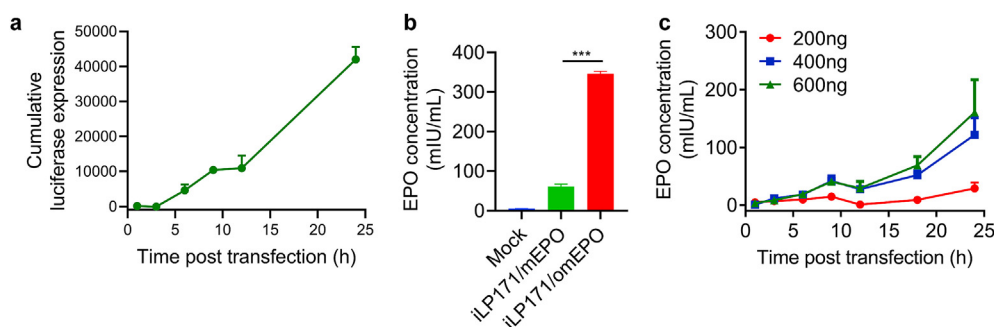 a
Cumulative
luciferase expression
50000
40000
30000
20000
10000
0
0 5 10 15 20 25
Time post transfection (h)
b
EPO concentration
(mIU/mL)
400
300
200
100
0
***
Mock
iLP171/mEPO
iLP171/omEPO
c
EPO concentration
(mIU/mL)
300
200
100
0
200ng
400ng
600ng
0 5 10 15 20 25
Time post transfection (h)